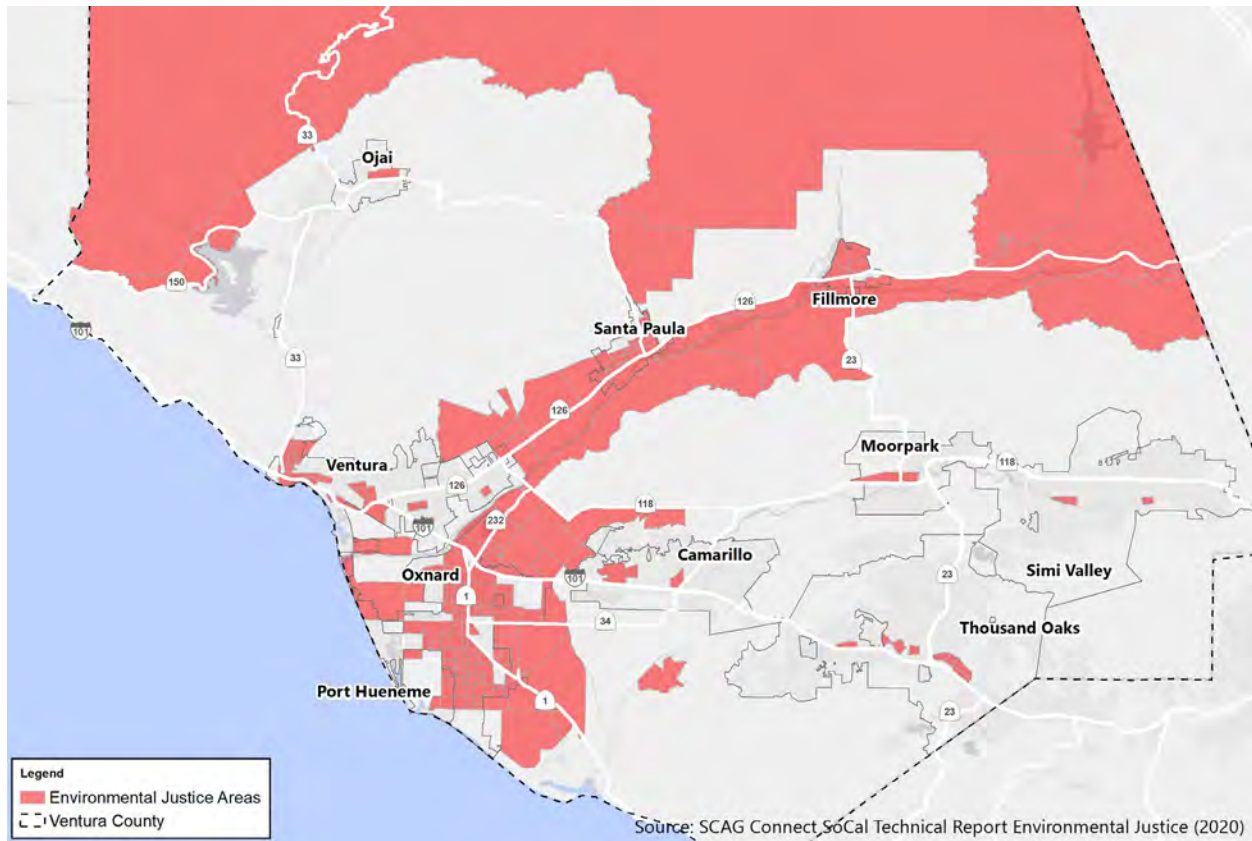 33
Ojai
150
101
33
Santa Paula
126
Fillmore
23
126
Ventura
126
101
232
118
Moorpark
118
Camarillo
Oxnard
101
1
34
23
Simi Valley
Thousand Oaks
Port Hueneme
1
23
Legend
Environmental Justice Areas
Ventura County
Source: SCAG Connect SoCal Technical Report Environmental Justice (2020)